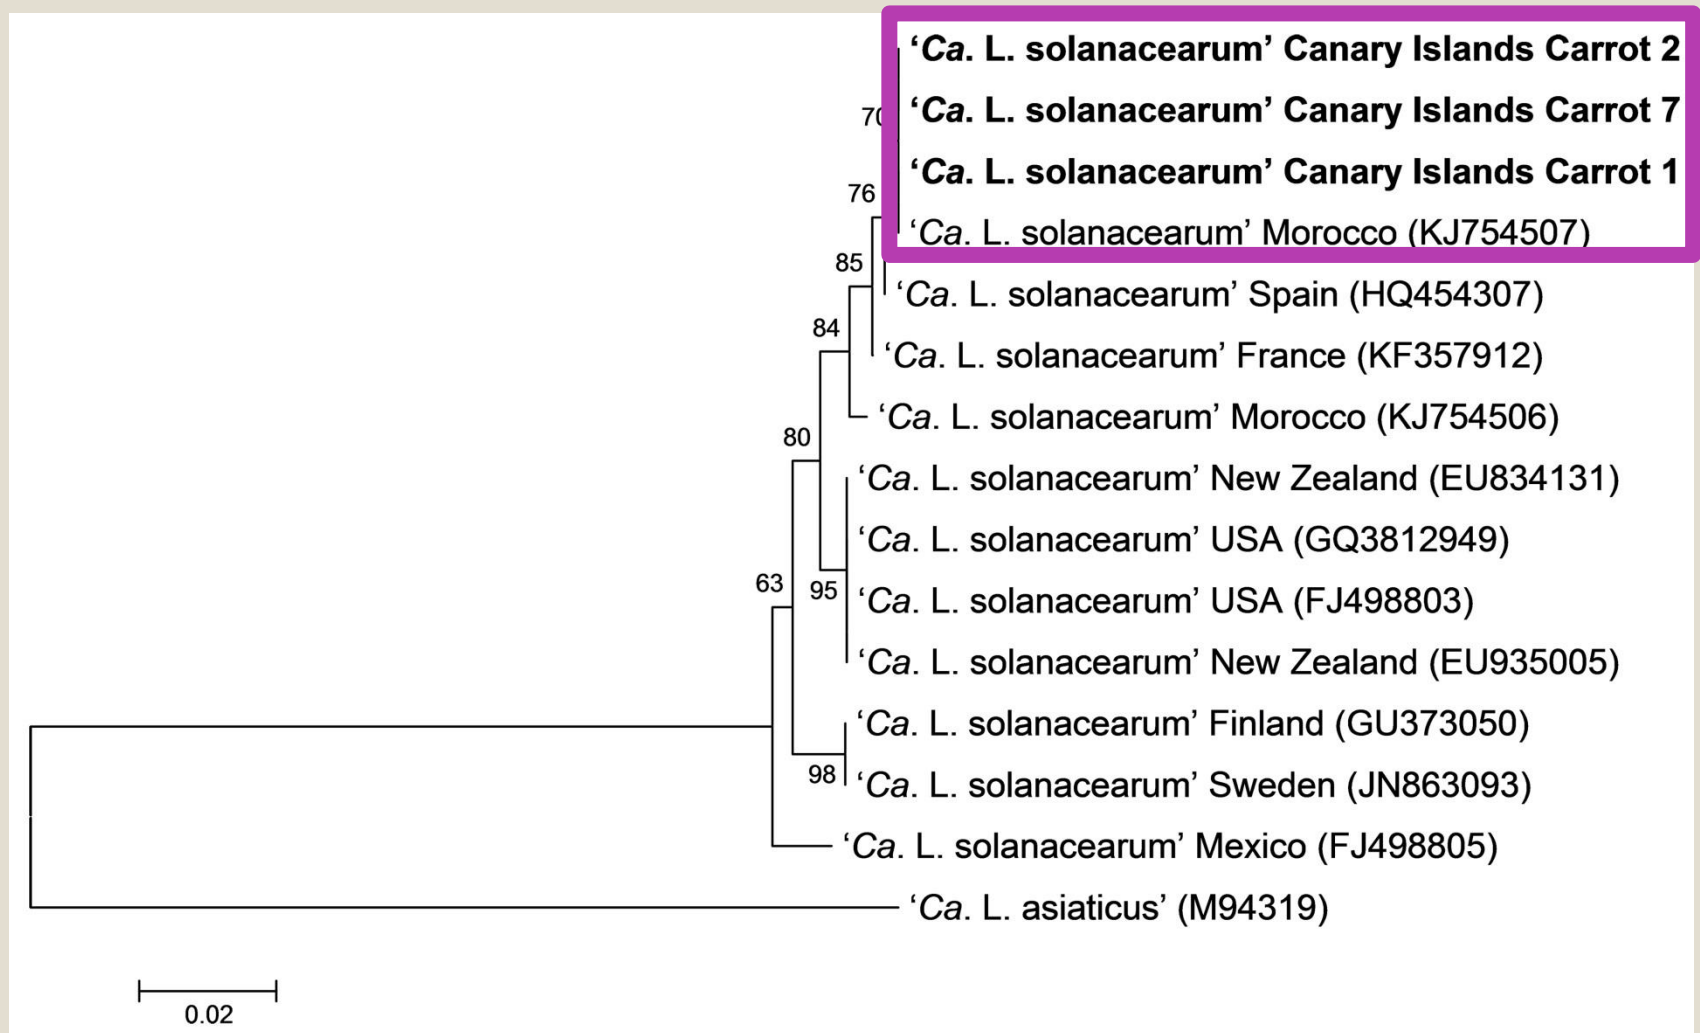 ‘Ca. L. solanacearum’ Canary Islands Carrot 2
70
‘Ca. L. solanacearum’ Canary Islands Carrot 7
‘Ca. L. solanacearum’ Canary Islands Carrot 1
76
‘Ca. L. solanacearum’ Morocco (KJ754507)
85
‘Ca. L. solanacearum’ Spain (HQ454307)
84
‘Ca. L. solanacearum’ France (KF357912)
‘Ca. L. solanacearum’ Morocco (KJ754506)
80
‘Ca. L. solanacearum’ New Zealand (EU834131)
‘Ca. L. solanacearum’ USA (GQ3812949)
63
95
‘Ca. L. solanacearum’ USA (FJ498803)
‘Ca. L. solanacearum’ New Zealand (EU935005)
‘Ca. L. solanacearum’ Finland (GU373050)
98
‘Ca. L. solanacearum’ Sweden (JN863093)
‘Ca. L. solanacearum’ Mexico (FJ498805)
‘Ca. L. asiaticus’ (M94319)
0.02